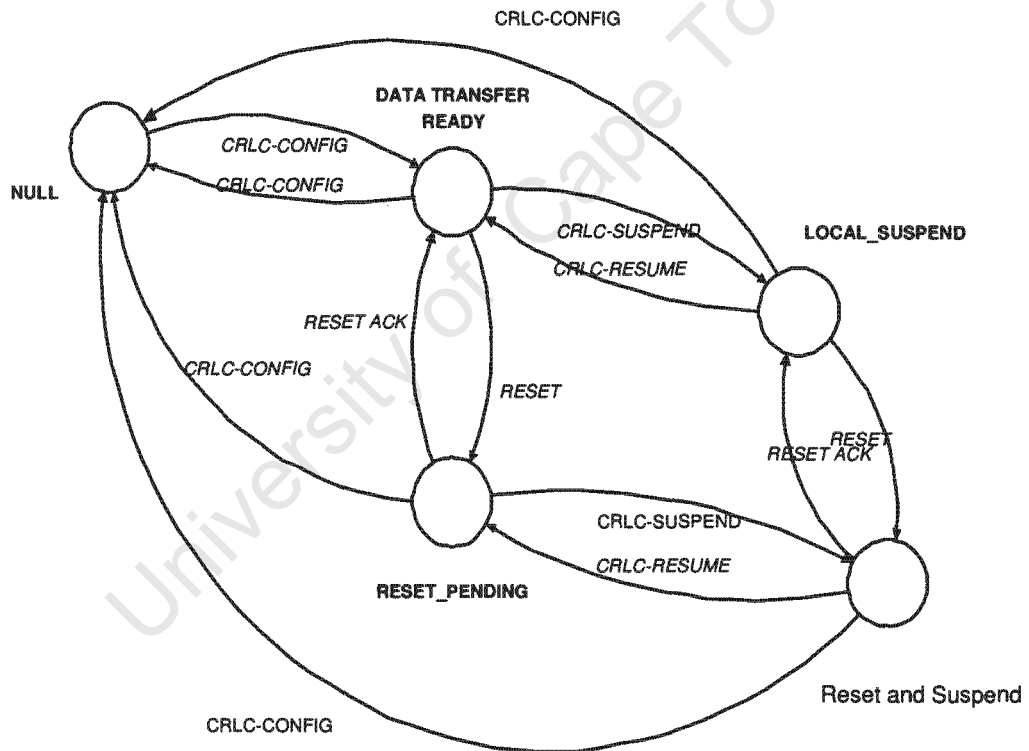 CRLC-CONFIG
DATA TRANSFER
READY
CRLC-CONFIG
CRLC-CONFIG
NULL
CRLC-SUSPEND
LOCAL_SUSPEND
CRLC-RESUME
RESET ACK
CRLC-CONFIG
RESET
RESET
RESET ACK
CRLC-SUSPEND
CRLC-RESUME
RESET_PENDING
Reset and Suspend
CRLC-CONFIG
University of Cape To